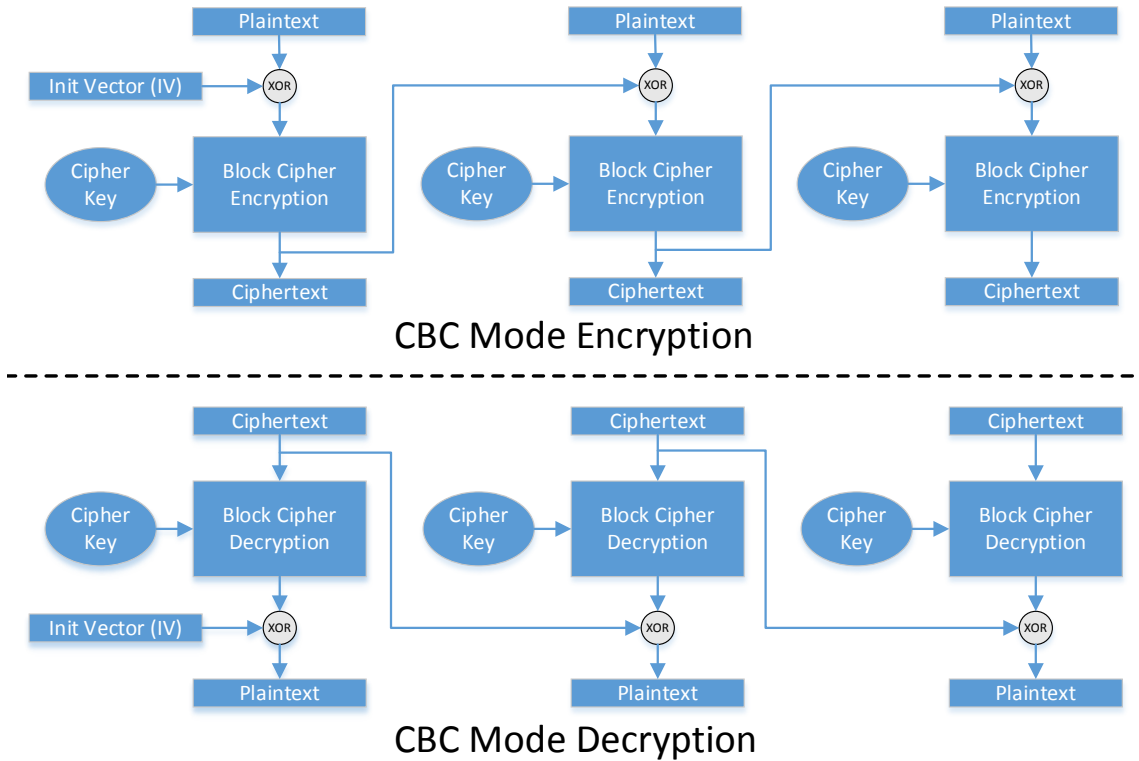 Plaintext
Plaintext
Plaintext
Init Vector (IV)
XOR
XOR
XOR
Cipher
Key
Block Cipher
Encryption
Cipher
Key
Block Cipher
Encryption
Cipher
Key
Block Cipher
Encryption
Ciphertext
Ciphertext
Ciphertext
CBC Mode Encryption
Ciphertext
Ciphertext
Ciphertext
Cipher
Key
Block Cipher
Decryption
Cipher
Key
Block Cipher
Decryption
Cipher
Key
Block Cipher
Decryption
Init Vector (IV)
XOR
XOR
XOR
Plaintext
Plaintext
Plaintext
CBC Mode Decryption